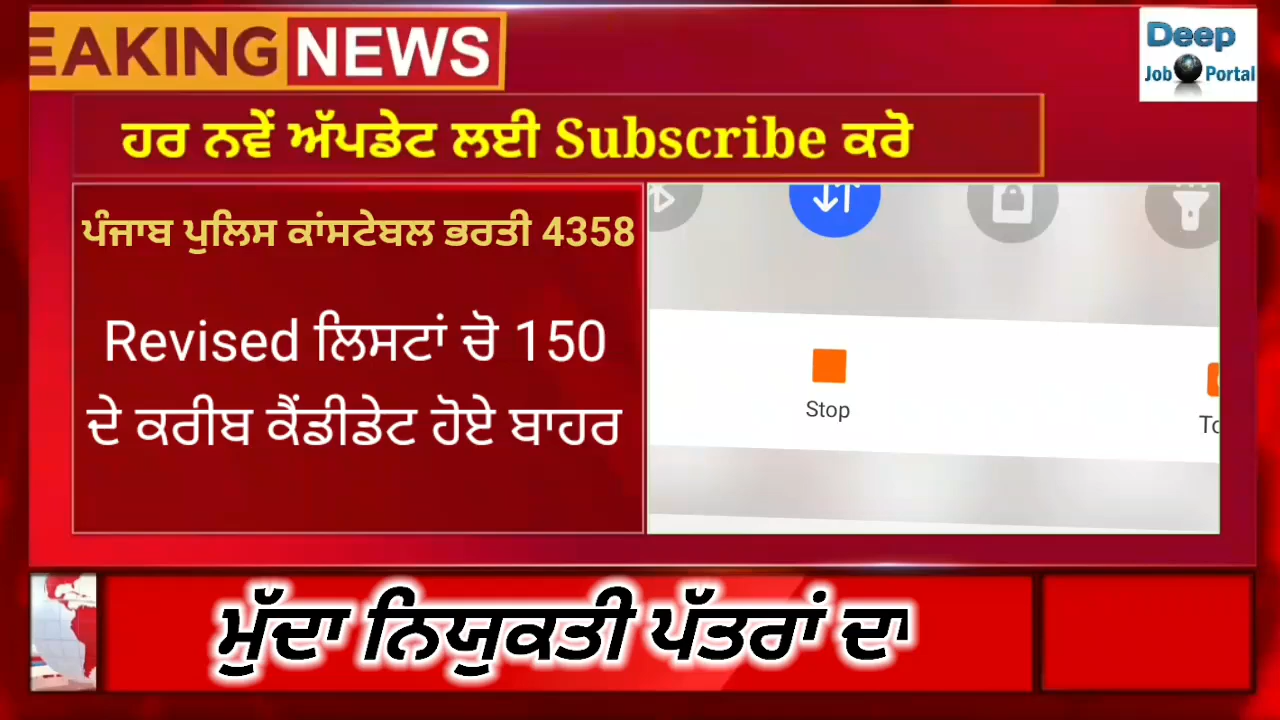 EAKING NEWS
Deep
Job Portal
ਹਰ ਨਵੇਂ ਅੱਪਡੇਟ ਲਈ Subscribe ਕਰੋ
ਪੰਜਾਬ ਪੁਲਿਸ ਕਾਂਸਟੇਬਲ ਭਰਤੀ 4358
Revised ਲਿਸਟਾਂ ਚੋ 150
ਦੇ ਕਰੀਬ ਕੈਂਡੀਡੇਟ ਹੋਏ ਬਾਹਰ
Stop
ਮੁੱਦਾ ਨਿਯੁਕਤੀ ਪੱਤਰਾਂ ਦਾ